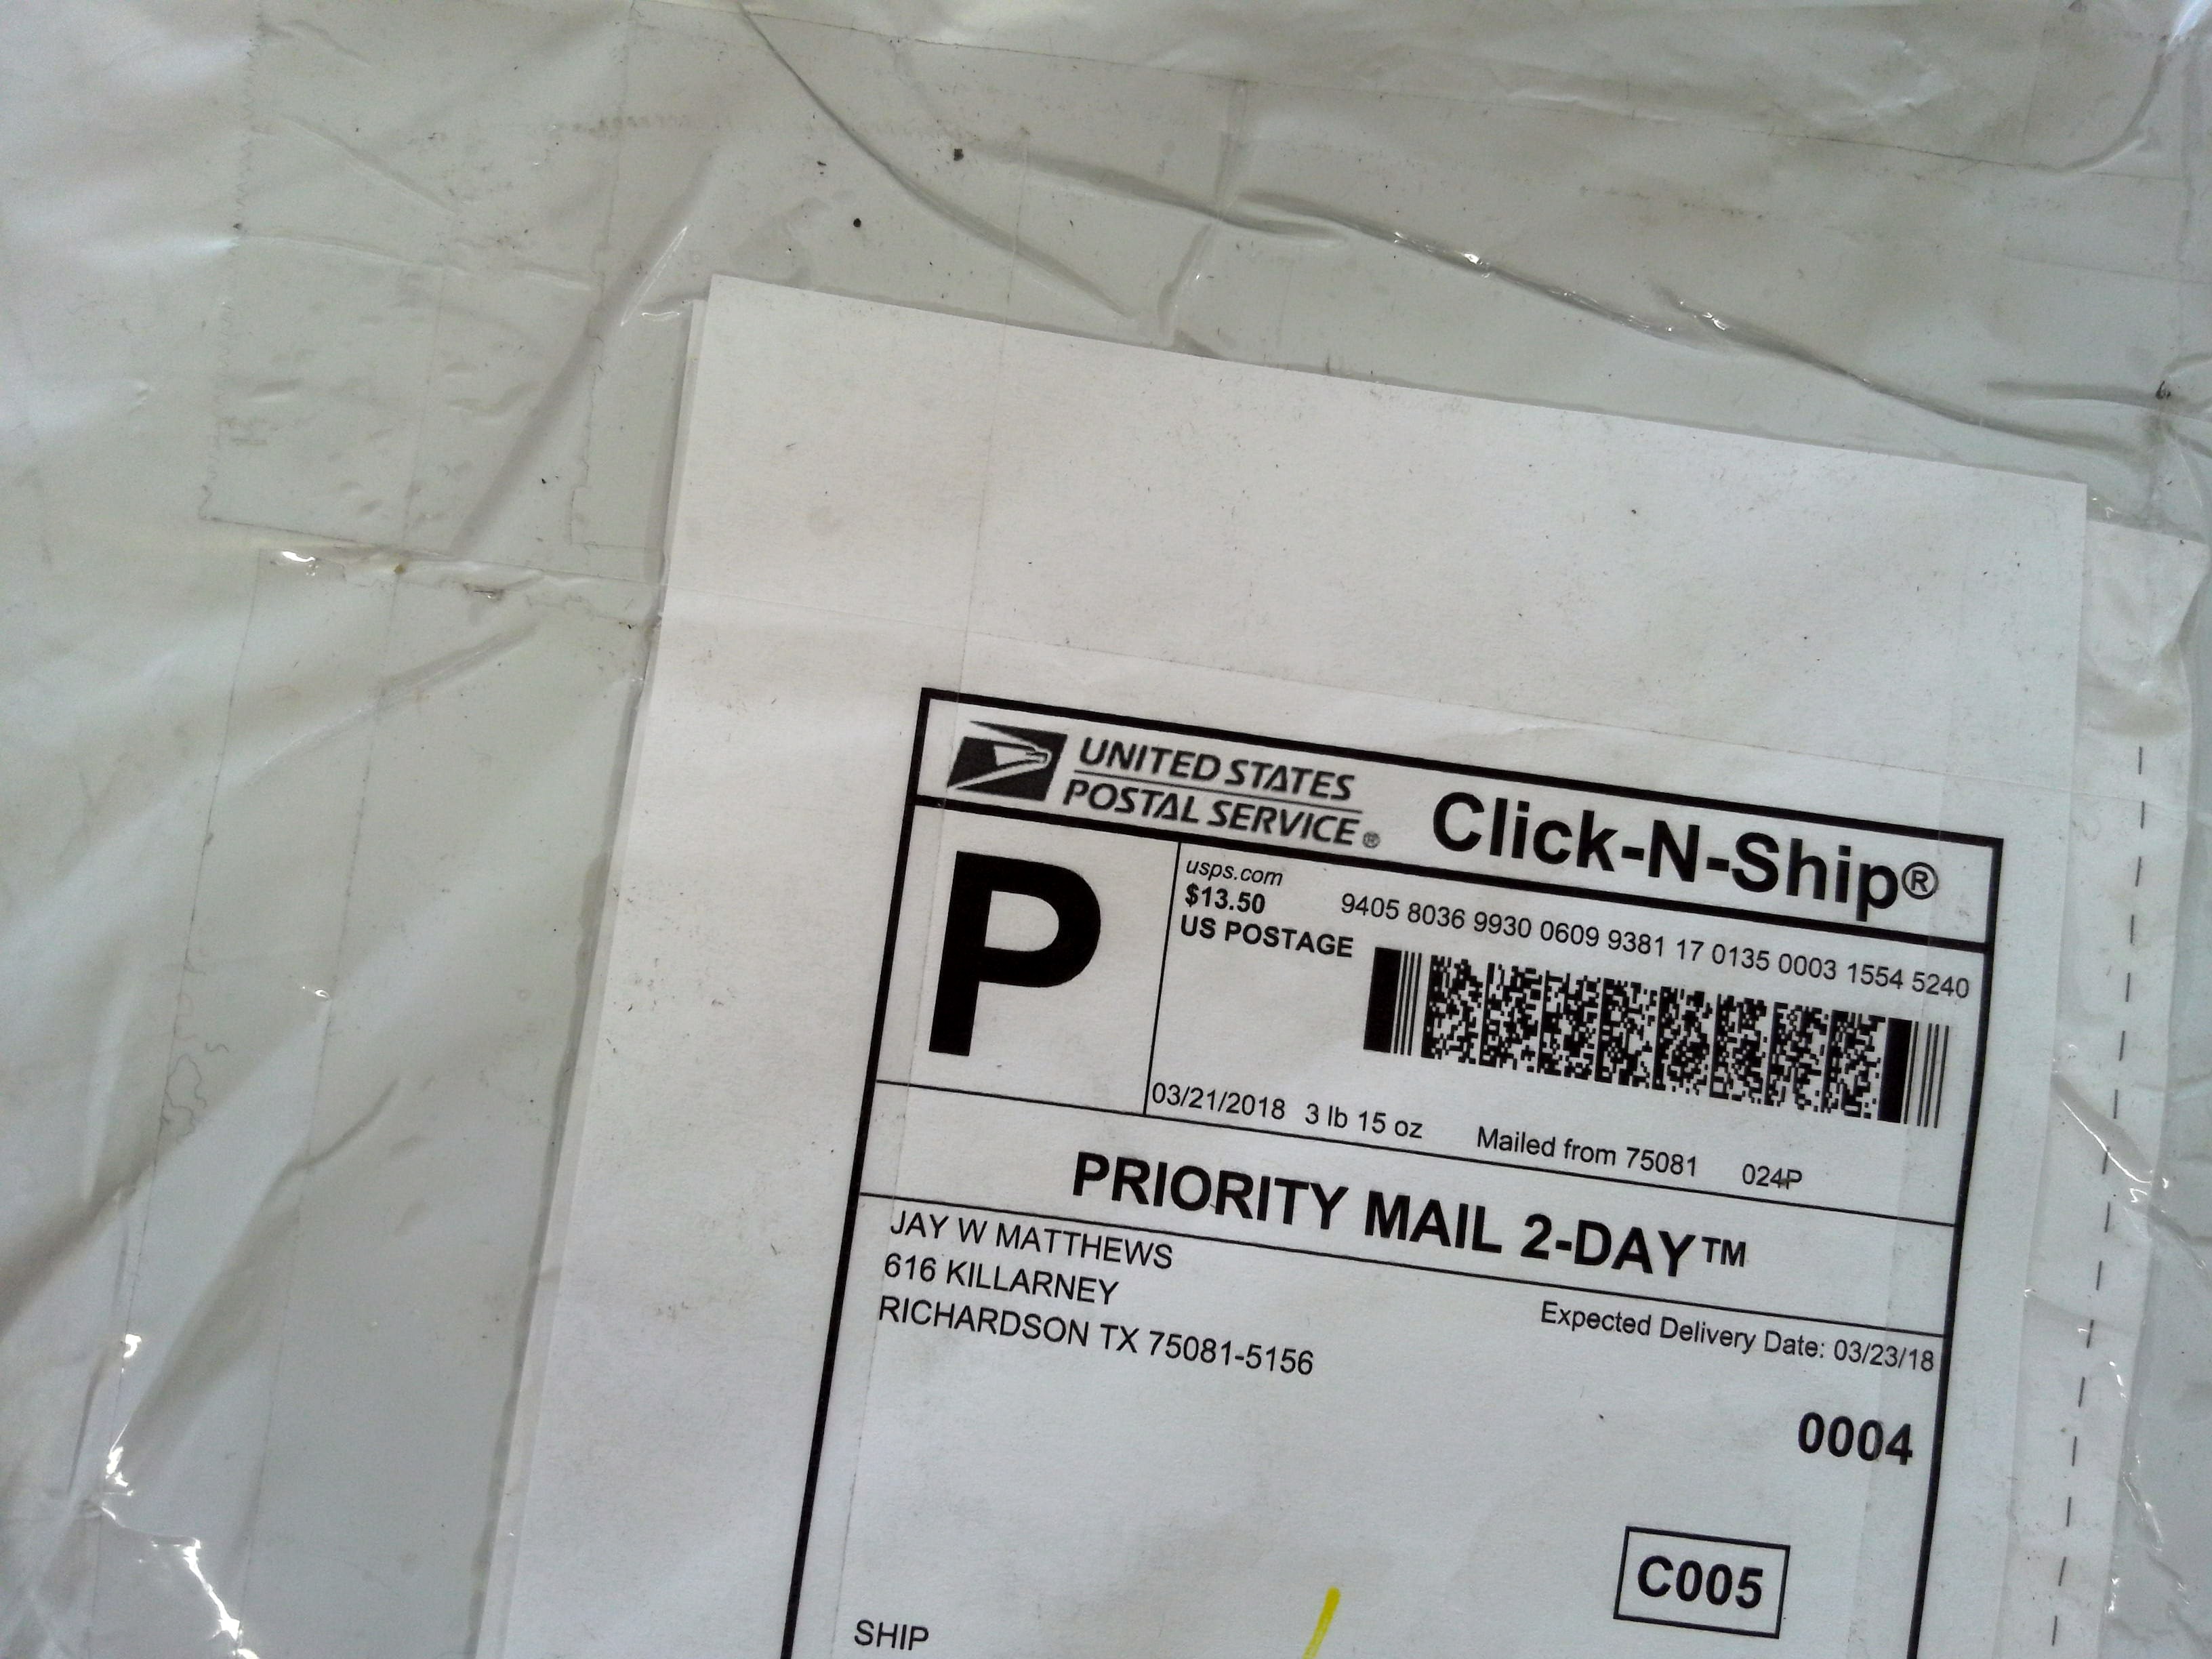 UNITED STATES
POSTAL SERVICE®
Click-N-Ship®
P
usps.com
$13.50
US POSTAGE
9405 8036 9930 0609 9381 17 0135 0003 1554 5240
03/21/2018 3 lb 15 oz Mailed from 75081 024P
PRIORITY MAIL 2-DAY™
JAY W MATTHEWS
616 KILLARNEY
RICHARDSON TX 75081-5156
Expected Delivery Date: 03/23/18
0004
C005
SHIP